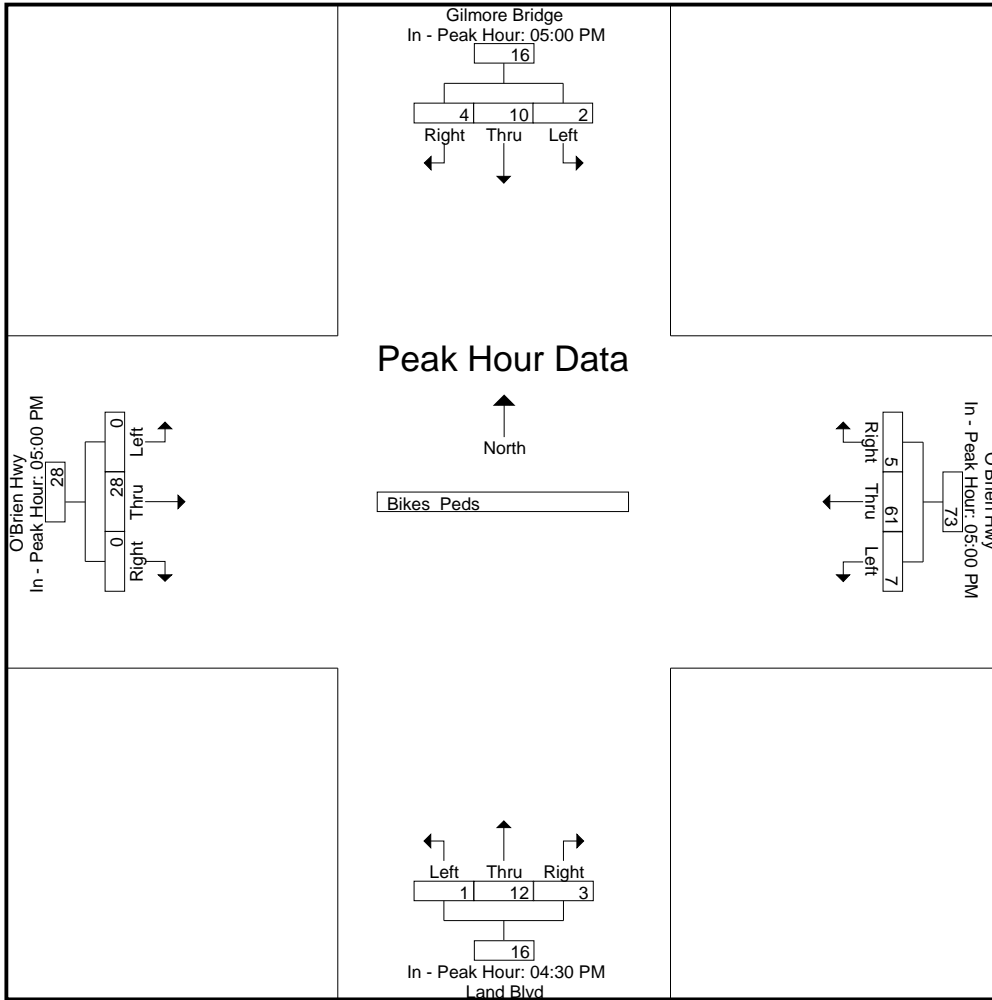 Gilmore Bridge
In - Peak Hour: 05:00 PM
16
4 10 2
Right Thru Left
Peak Hour Data
North
Bikes Peds
O'Brien Hwy
In - Peak Hour: 05:00 PM
28
0 28 0
Left Thru Right
Right Thru Left
5 61 7
73
In - Peak Hour: 05:00 PM
O'Brien Hwy
Left Thru Right
1 12 3
16
In - Peak Hour: 04:30 PM
Land Blvd